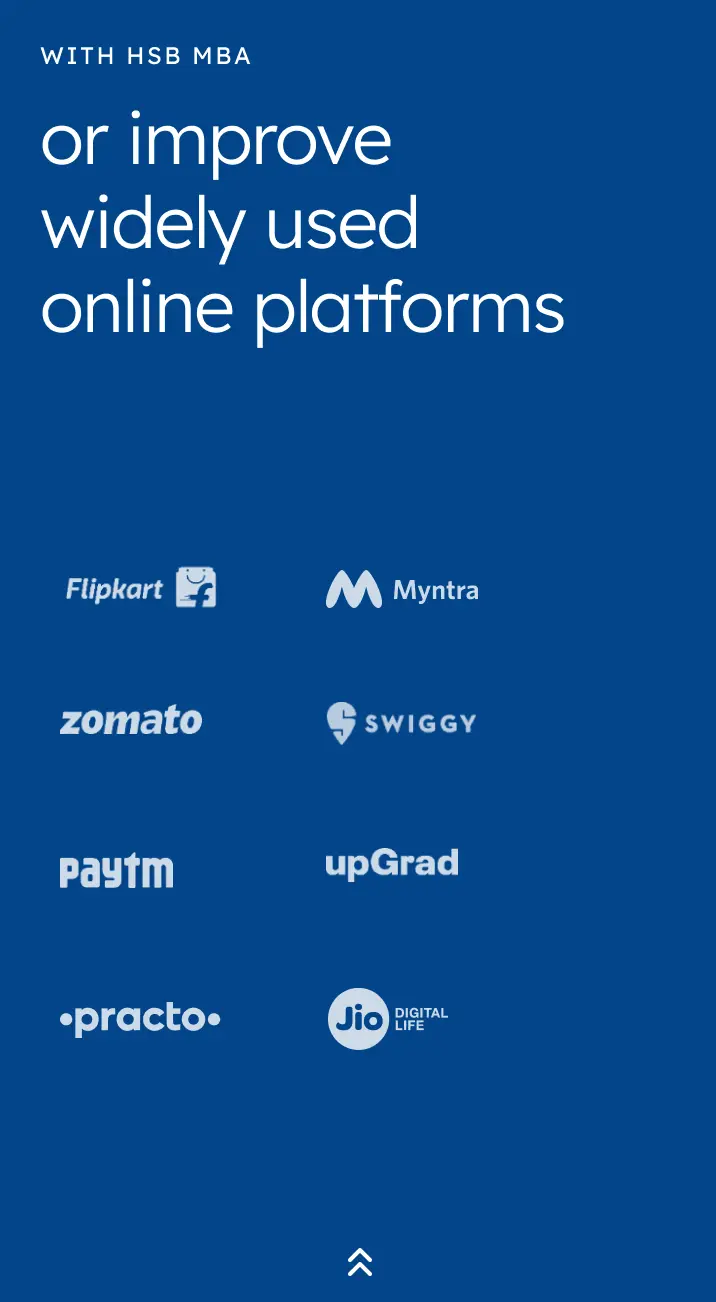 WITH HSB MBA
or improve
widely used
online platforms
Flipkart
Myntra
zomato
SWIGGY
paytm
upGrad
•practo•
Jio DIGITAL
LIFE